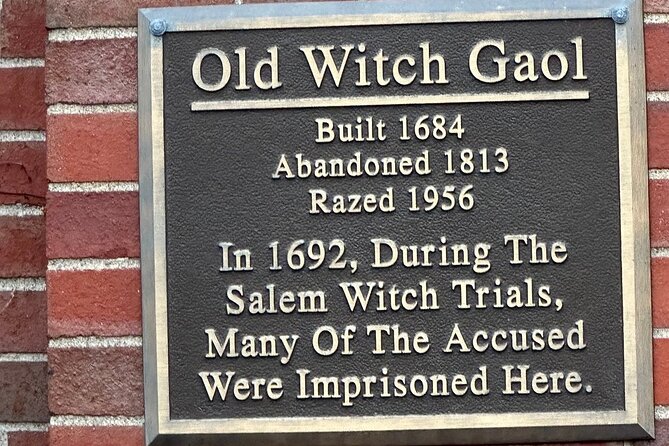 Old Witch Gaol
Built 1684
Abandoned 1813
Razed 1956
In 1692, During The
Salem Witch Trials,
Many Of The Accused
Were Imprisoned Here.